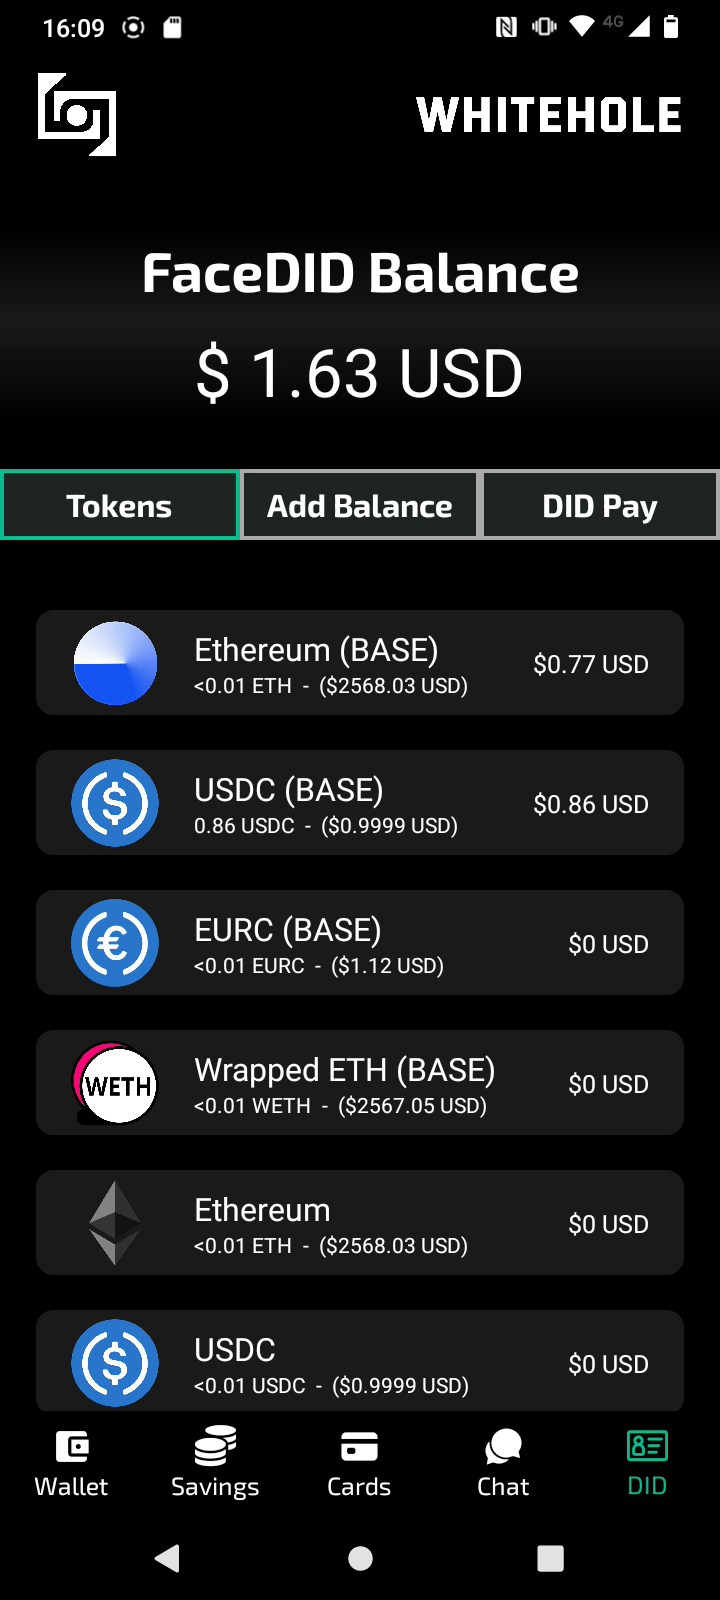 16:09
4G
WHITEHOLE
FaceDID Balance
$ 1.63 USD
Tokens
Add Balance
DID Pay
Ethereum (BASE)
<0.01 ETH - ($2568.03 USD)
$0.77 USD
USDC (BASE)
0.86 USDC - ($0.9999 USD)
$0.86 USD
EURC (BASE)
<0.01 EURC - ($1.12 USD)
$0 USD
WETH
Wrapped ETH (BASE)
<0.01 WETH - ($2567.05 USD)
$0 USD
Ethereum
<0.01 ETH - ($2568.03 USD)
$0 USD
USDC
<0.01 USDC - ($0.9999 USD)
$0 USD
Wallet
Savings
Cards
Chat
DID